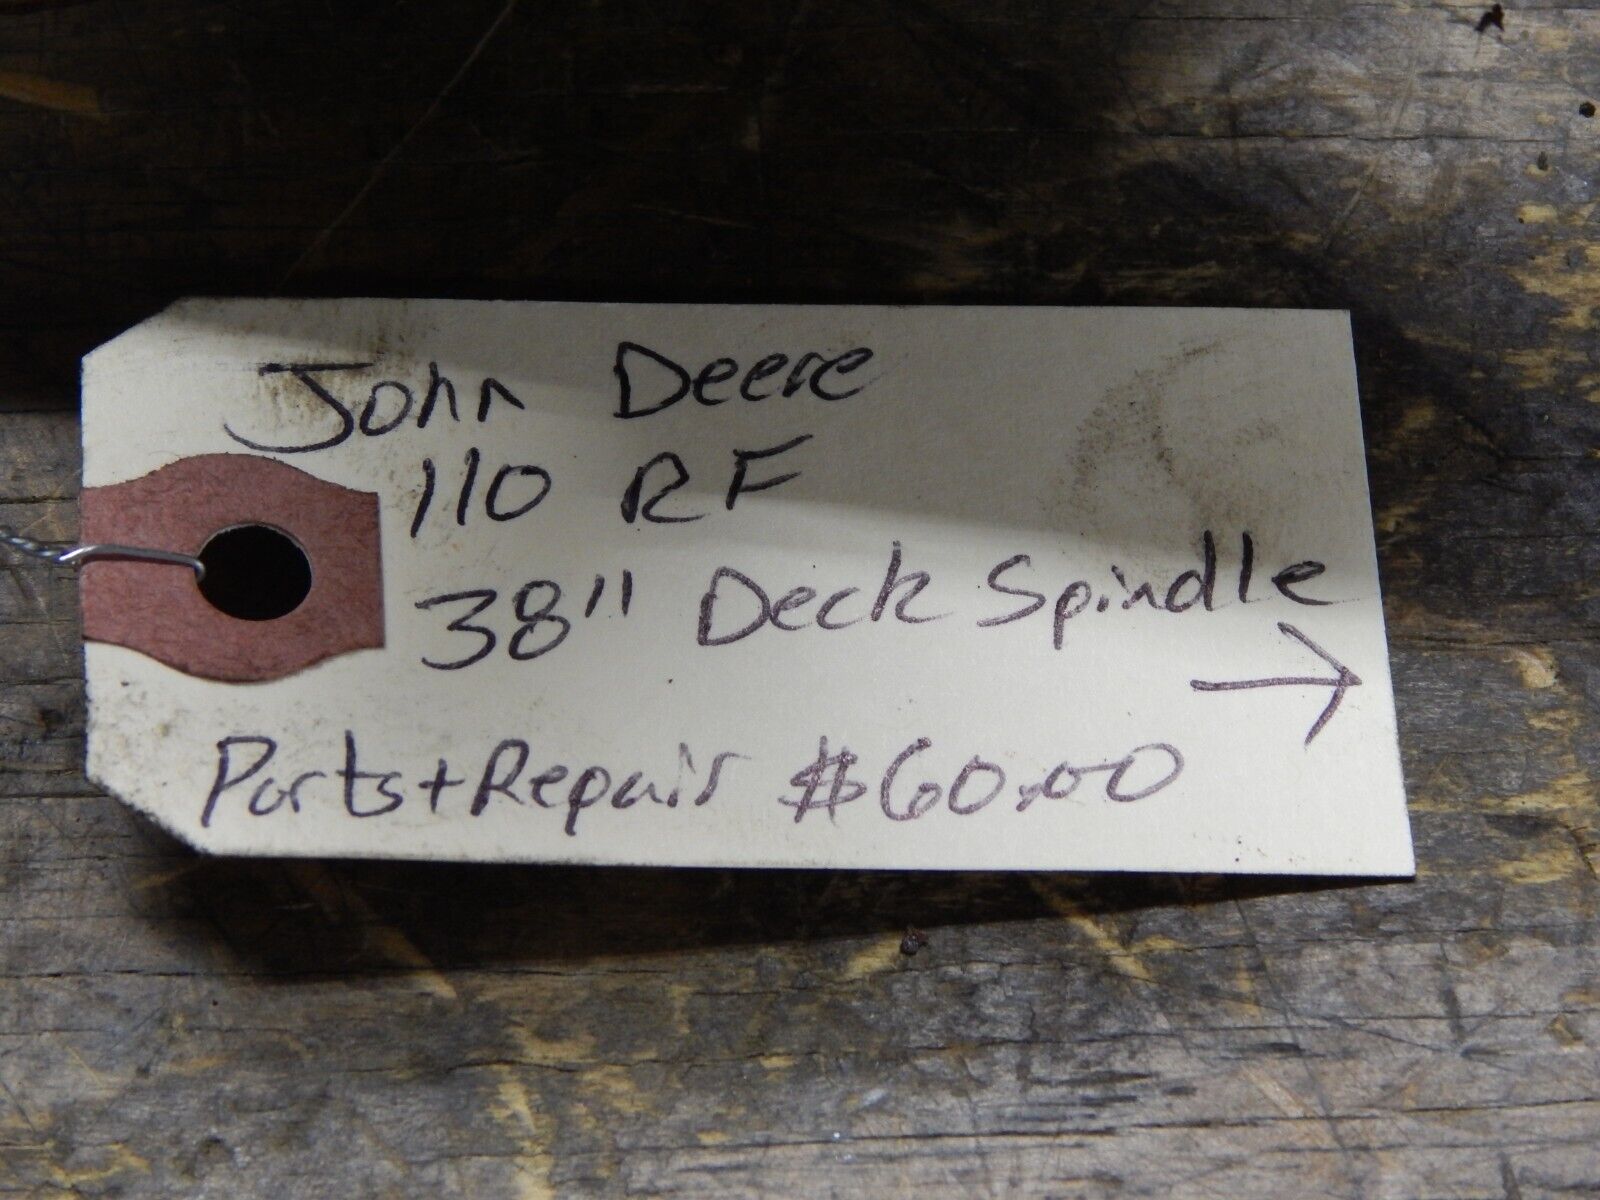 John Deere
110 RF
38" Deck Spindle
→
Parts + Repair $60.00